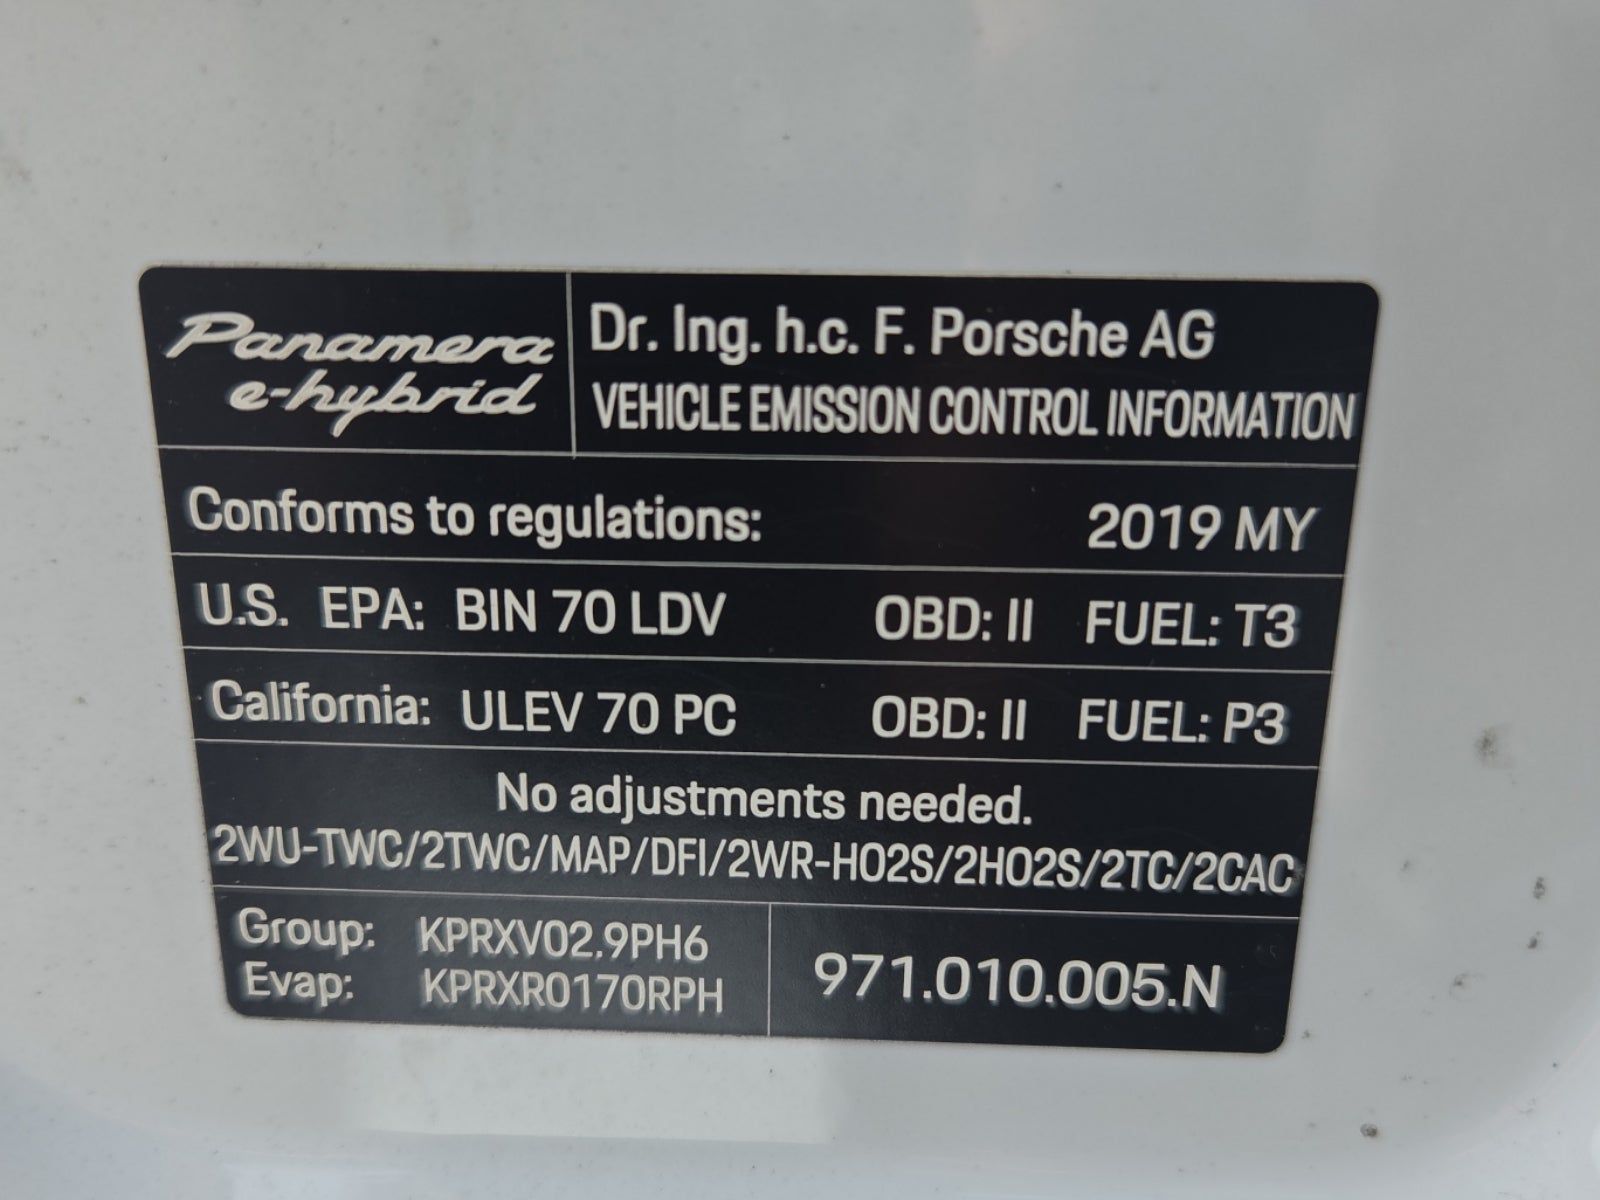 Panamera
e-hybrid
Dr. Ing. h.c. F. Porsche AG
VEHICLE EMISSION CONTROL INFORMATION
Conforms to regulations: 2019 MY
U.S. EPA: BIN 70 LDV OBD: II FUEL: T3
California: ULEV 70 PC OBD: II FUEL: P3
No adjustments needed.
2WU-TWC/2TWC/MAP/DFI/2WR-HO2S/2HO2S/2TC/2CAC
Group: KPRXV02.9PH6
Evap: KPRXR0170RPH
971.010.005.N